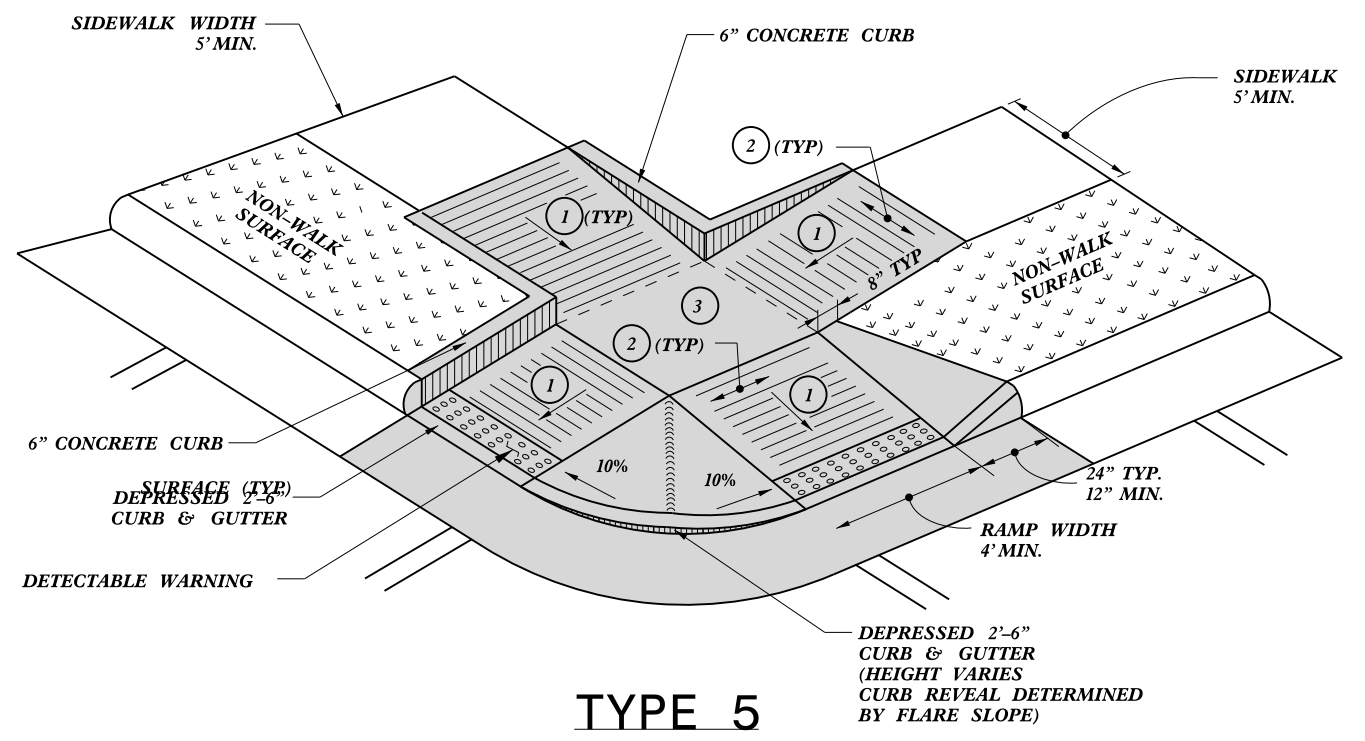 SIDEWALK WIDTH
5' MIN.
6" CONCRETE CURB
SIDEWALK
5' MIN.
2 (TYP)
NON-WALK
SURFACE
1 (TYP)
1
8" TYP
NON-WALK
SURFACE
3
2 (TYP)
1
1
6" CONCRETE CURB
10%
10%
SURFACE (TYP)
DEPRESSED 2'-6"
CURB & GUTTER
24" TYP.
12" MIN.
RAMP WIDTH
4' MIN.
DETECTABLE WARNING
DEPRESSED 2'-6"
CURB & GUTTER
(HEIGHT VARIES
CURB REVEAL DETERMINED
BY FLARE SLOPE)
TYPE 5